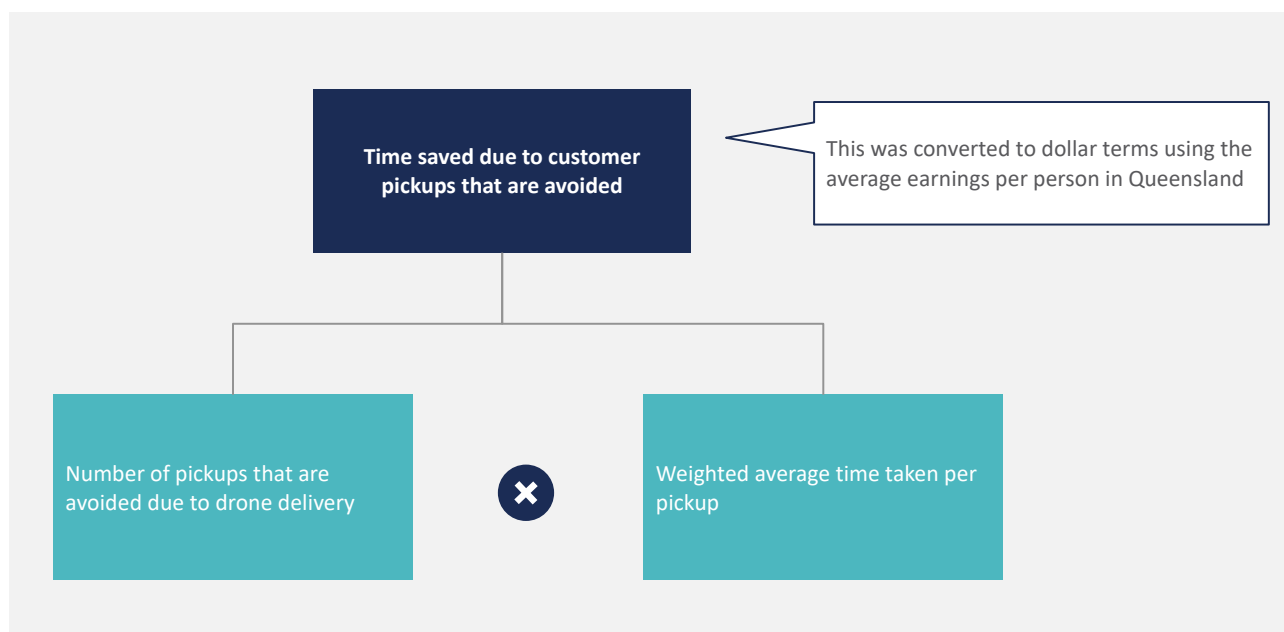 Time saved due to customer
pickups that are avoided
This was converted to dollar terms using the
average earnings per person in Queensland
Number of pickups that are
avoided due to drone delivery
Weighted average time taken per
pickup